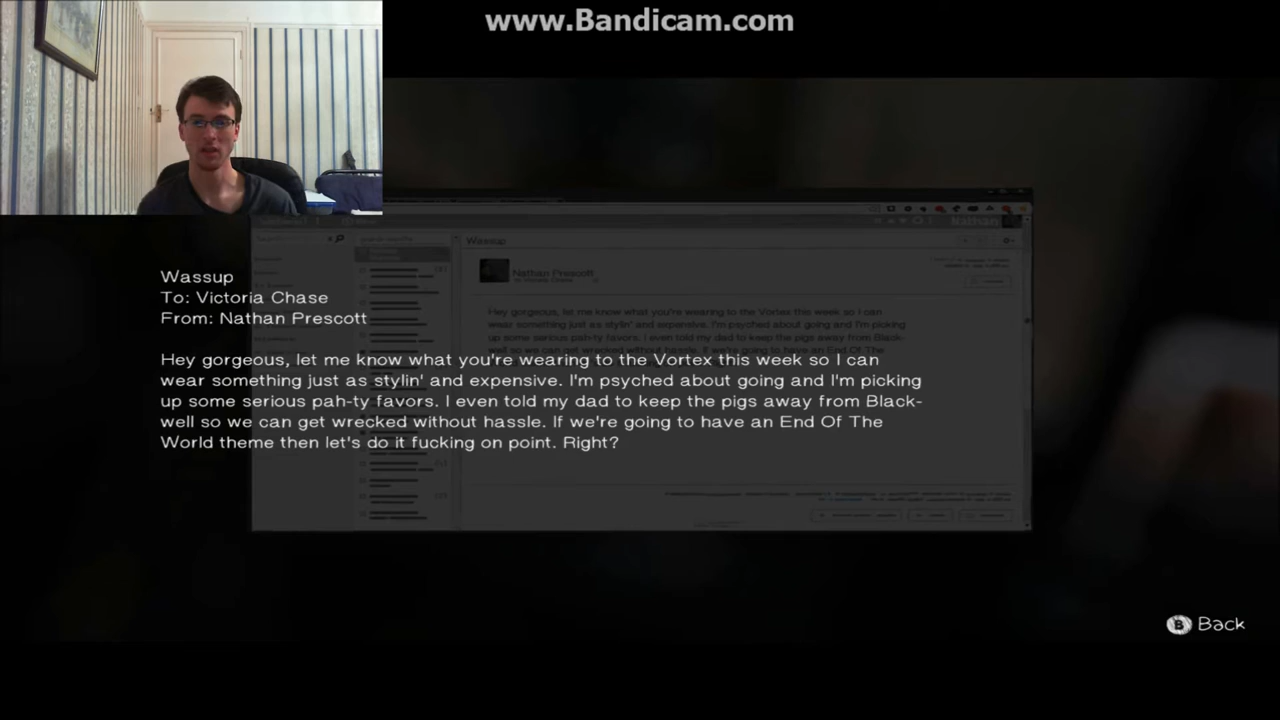 www.Bandicam.com
Nathan
Wassup
Nathan Prescott
Wassup
To: Victoria Chase
From: Nathan Prescott
Hey gorgeous, let me know what you're wearing to the Vortex this week so I can
wear something just as stylin' and expensive. I'm psyched about going and I'm picking
up some serious pah-ty favors. I even told my dad to keep the pigs away from Black-
well so we can get wrecked without hassle. If we're going to have an End Of The
World theme then let's do it fucking on point. Right?
B Back